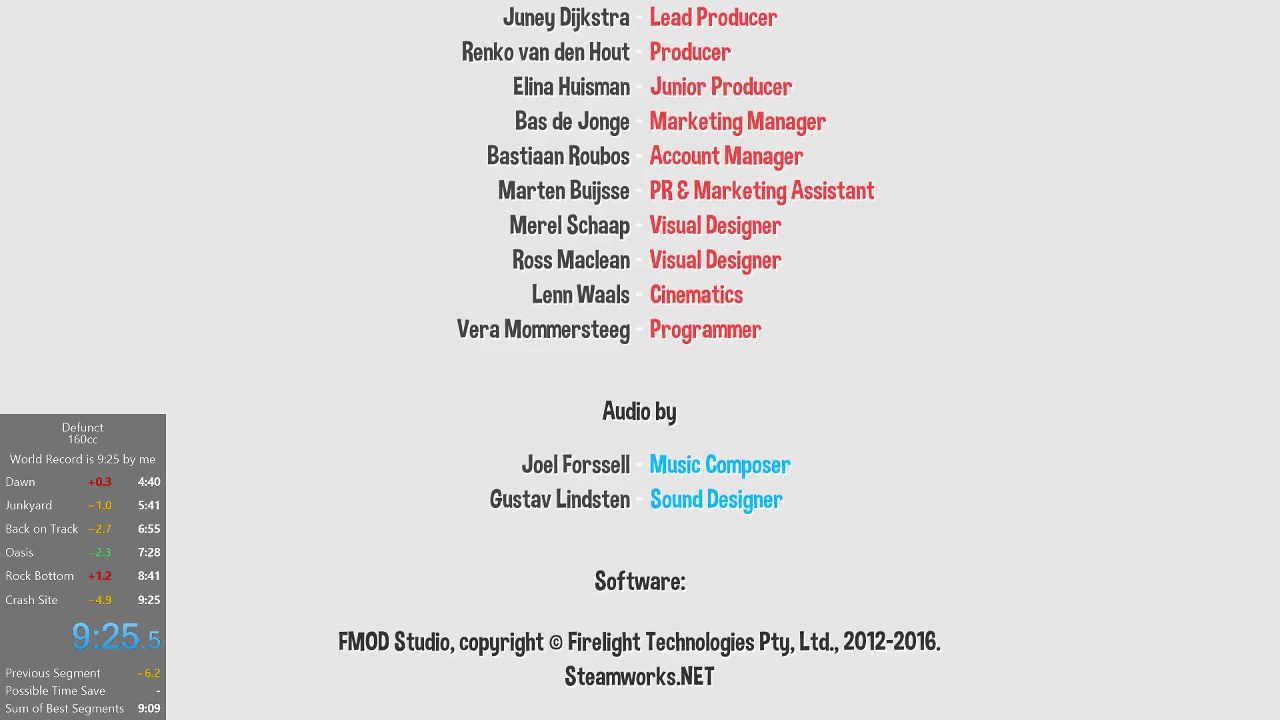 Juney Dijkstra - Lead Producer
Renko van den Hout - Producer
Elina Huisman - Junior Producer
Bas de Jonge - Marketing Manager
Bastiaan Roubos - Account Manager
Marten Buijsse - PR & Marketing Assistant
Merel Schaap - Visual Designer
Ross Maclean - Visual Designer
Lenn Waals - Cinematics
Vera Mommersteeg - Programmer
Audio by
Joel Forssell - Music Composer
Gustav Lindsten - Sound Designer
Software:
FMOD Studio, copyright © Firelight Technologies Pty, Ltd., 2012-2016.
Steamworks.NET
Defunct
160cc
World Record is 9:25 by me
Dawn +0.3 4:40
Junkyard −1.0 5:41
Back on Track −2.7 6:55
Oasis −2.3 7:28
Rock Bottom +1.2 8:41
Crash Site −4.9 9:25
9:25.5
Previous Segment −6.2
Possible Time Save -
Sum of Best Segments 9:09